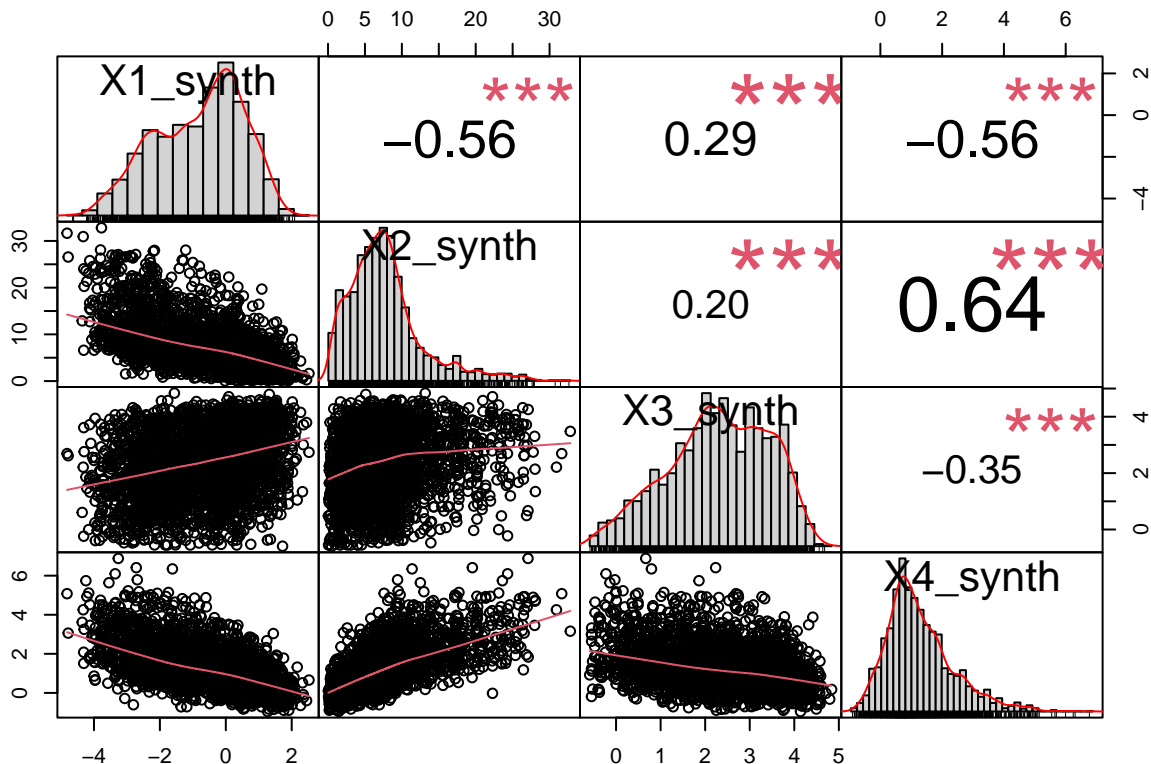 0 5 10 20 30 0 2 4 6
X1_synth *** −0.56 *** 0.29 *** −0.56 −4 0 2
0 10 20 30 X2_synth *** 0.20 *** 0.64
X3_synth *** −0.35 0 2 4
0 2 4 6 X4_synth
−4 −2 0 2 0 1 2 3 4 5